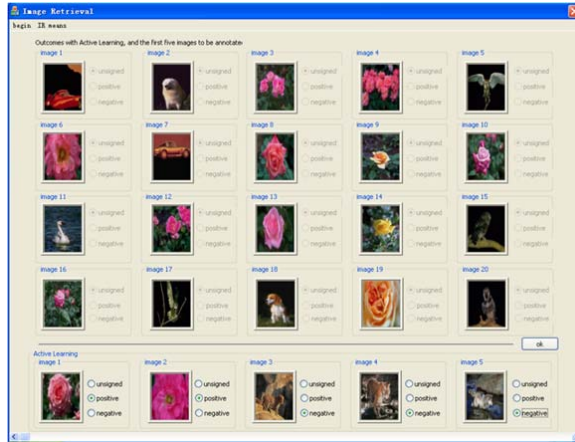 Image Retrieval
begin IR means
Outcomes with Active Learning, and the first five images to be annotate
image 1 image 2 image 3 image 4 image 5
unsigned unsigned unsigned unsigned unsigned
positive positive positive positive positive
negative negative negative negative negative
image 6 image 7 image 8 image 9 image 10
unsigned unsigned unsigned unsigned unsigned
positive positive positive positive positive
negative negative negative negative negative
image 11 image 12 image 13 image 14 image 15
unsigned unsigned unsigned unsigned unsigned
positive positive positive positive positive
negative negative negative negative negative
image 16 image 17 image 18 image 19 image 20
unsigned unsigned unsigned unsigned unsigned
positive positive positive positive positive
negative negative negative negative negative
ok
Active Learning
image 1 image 2 image 3 image 4 image 5
unsigned unsigned unsigned unsigned unsigned
positive positive positive positive positive
negative negative negative negative negative